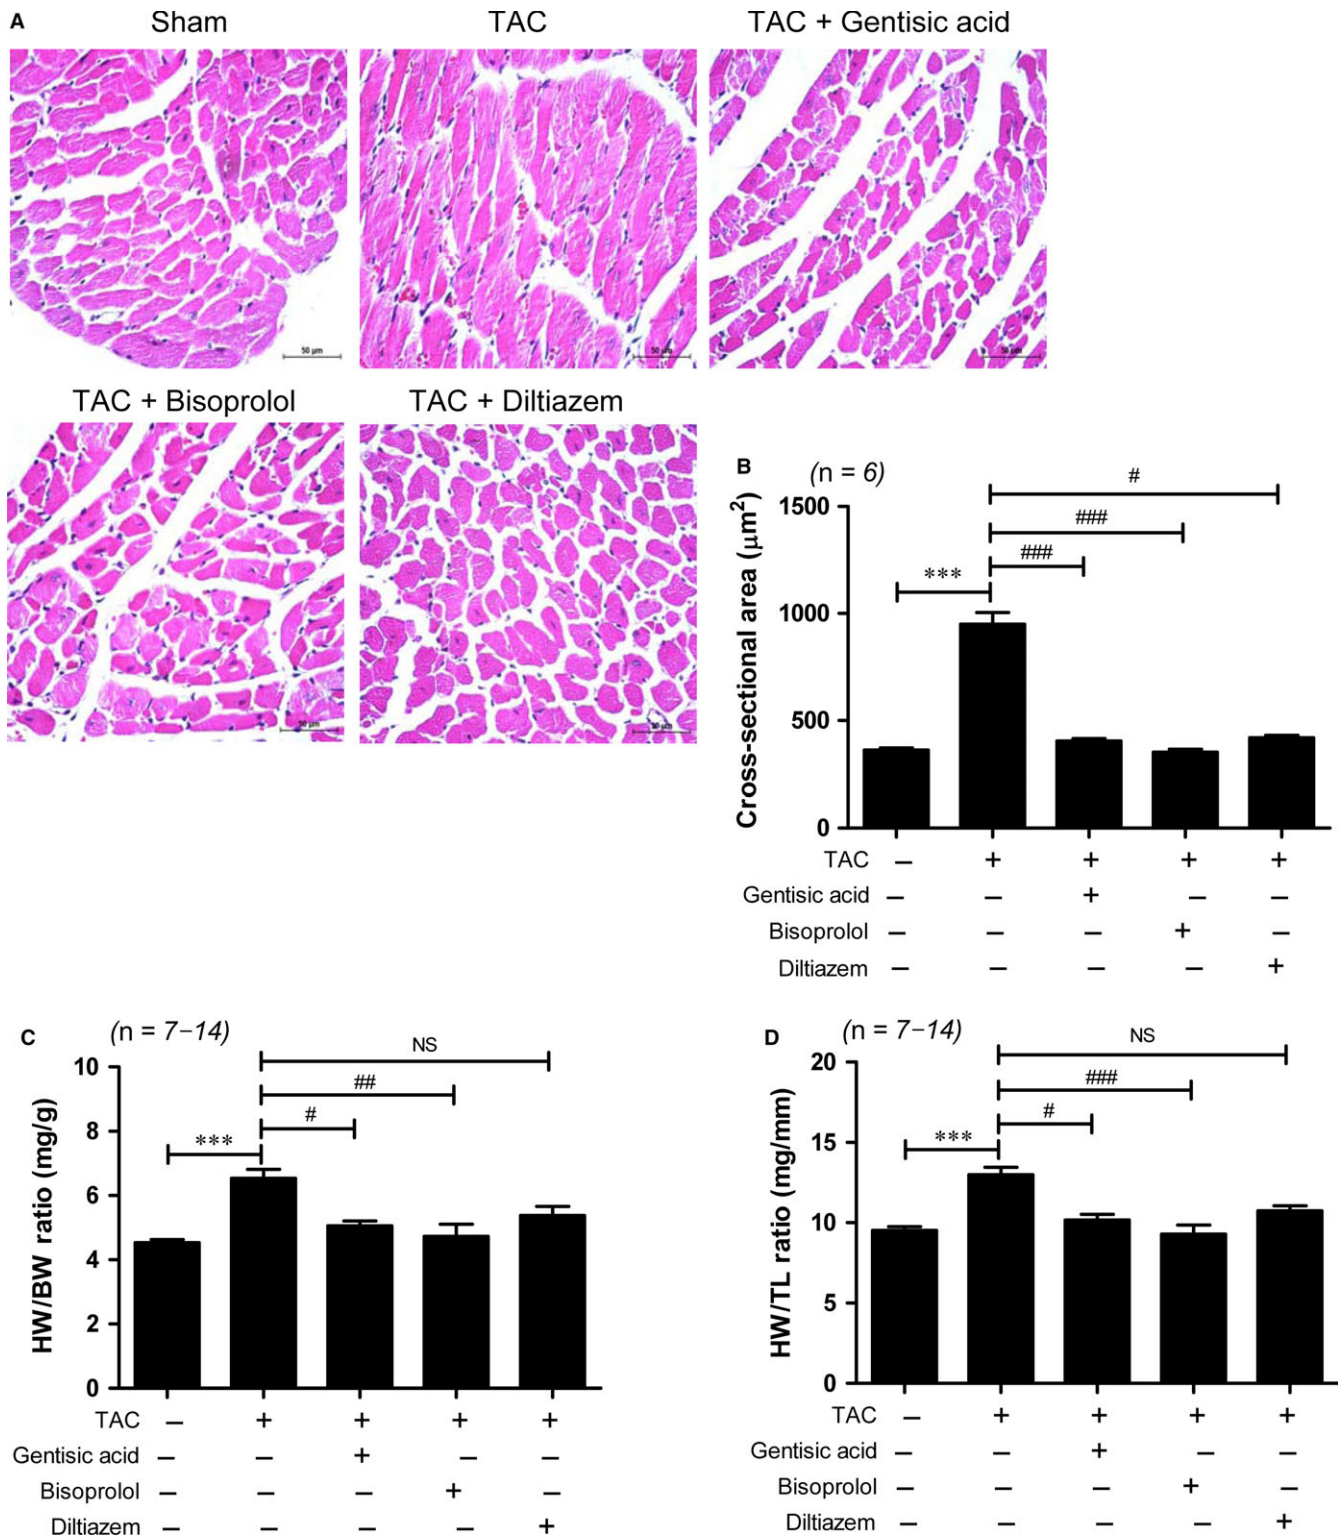 A
Sham
TAC
TAC + Gentisic acid
50 µm
50 µm
50 µm
TAC + Bisoprolol
TAC + Diltiazem
50 µm
50 µm
B
(n = 6)
#
###
###
***
Cross-sectional area (µm²)
1500
1000
500
0
TAC – + + + +
Gentisic acid – – + – –
Bisoprolol – – – + –
Diltiazem – – – – +
C
(n = 7–14)
NS
##
#
***
HW/BW ratio (mg/g)
10
8
6
4
2
0
TAC – + + + +
Gentisic acid – – + – –
Bisoprolol – – – + –
Diltiazem – – – – +
D
(n = 7–14)
NS
###
#
***
HW/TL ratio (mg/mm)
20
15
10
5
0
TAC – + + + +
Gentisic acid – – + – –
Bisoprolol – – – + –
Diltiazem – – – – +